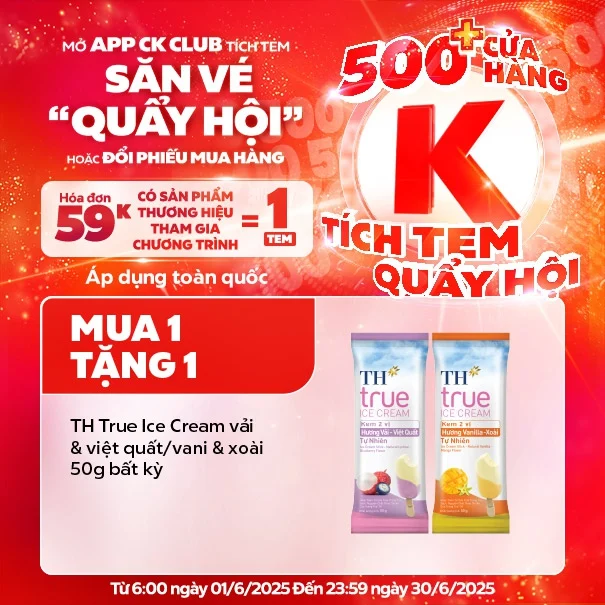 MỞ APP CK CLUB TÍCH TEM
SĂN VÉ
“QUẨY HỘI”
HOẶC ĐỔI PHIẾU MUA HÀNG
Hóa đơn
59K
CÓ SẢN PHẨM
THƯƠNG HIỆU
THAM GIA
CHƯƠNG TRÌNH
= 1
TEM
Áp dụng toàn quốc
500+ CỬA
HÀNG
K
TÍCH TEM
QUẨY HỘI
MUA 1
TẶNG 1
TH True Ice Cream vải
& việt quất/vani & xoài
50g bất kỳ
TH
true
ICE CREAM
Kem 2 vị
Hương Vải - Việt Quất
Tự Nhiên
TH
true
ICE CREAM
Kem 2 vị
Hương Vanilla-Xoài
Tự Nhiên
Từ 6:00 ngày 01/6/2025 Đến 23:59 ngày 30/6/2025